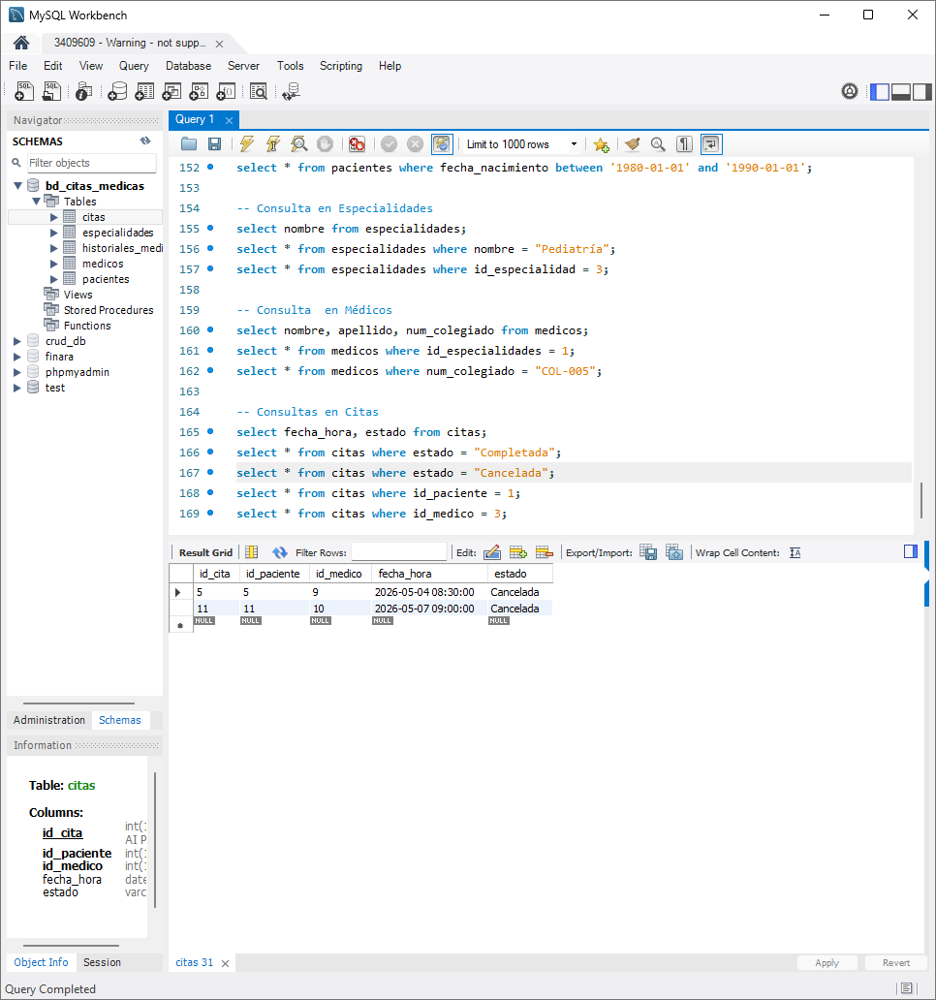 MySQL Workbench
3409609 - Warning - not supp...
File Edit View Query Database Server Tools Scripting Help
Navigator
SCHEMAS
Filter objects
bd_citas_medicas
Tables
citas
especialidades
historiales_medi
medicos
pacientes
Views
Stored Procedures
Functions
crud_db
finara
phpmyadmin
test
Administration Schemas
Information
Table: citas
Columns:
id_cita int(1
AI P
id_paciente int(1
id_medico int(1
fecha_hora date
estado varc
Object Info Session
Query 1
Limit to 1000 rows
152 select * from pacientes where fecha_nacimiento between '1980-01-01' and '1990-01-01';
153
154 -- Consulta en Especialidades
155 select nombre from especialidades;
156 select * from especialidades where nombre = "Pediatría";
157 select * from especialidades where id_especialidad = 3;
158
159 -- Consulta  en Médicos
160 select nombre, apellido, num_colegiado from medicos;
161 select * from medicos where id_especialidades = 1;
162 select * from medicos where num_colegiado = "COL-005";
163
164 -- Consultas en Citas
165 select fecha_hora, estado from citas;
166 select * from citas where estado = "Completada";
167 select * from citas where estado = "Cancelada";
168 select * from citas where id_paciente = 1;
169 select * from citas where id_medico = 3;
Result Grid Filter Rows: Edit: Export/Import: Wrap Cell Content:
id_cita id_paciente id_medico fecha_hora estado
5 5 9 2026-05-04 08:30:00 Cancelada
11 11 10 2026-05-07 09:00:00 Cancelada
NULL NULL NULL NULL NULL
citas 31
Apply Revert
Query Completed